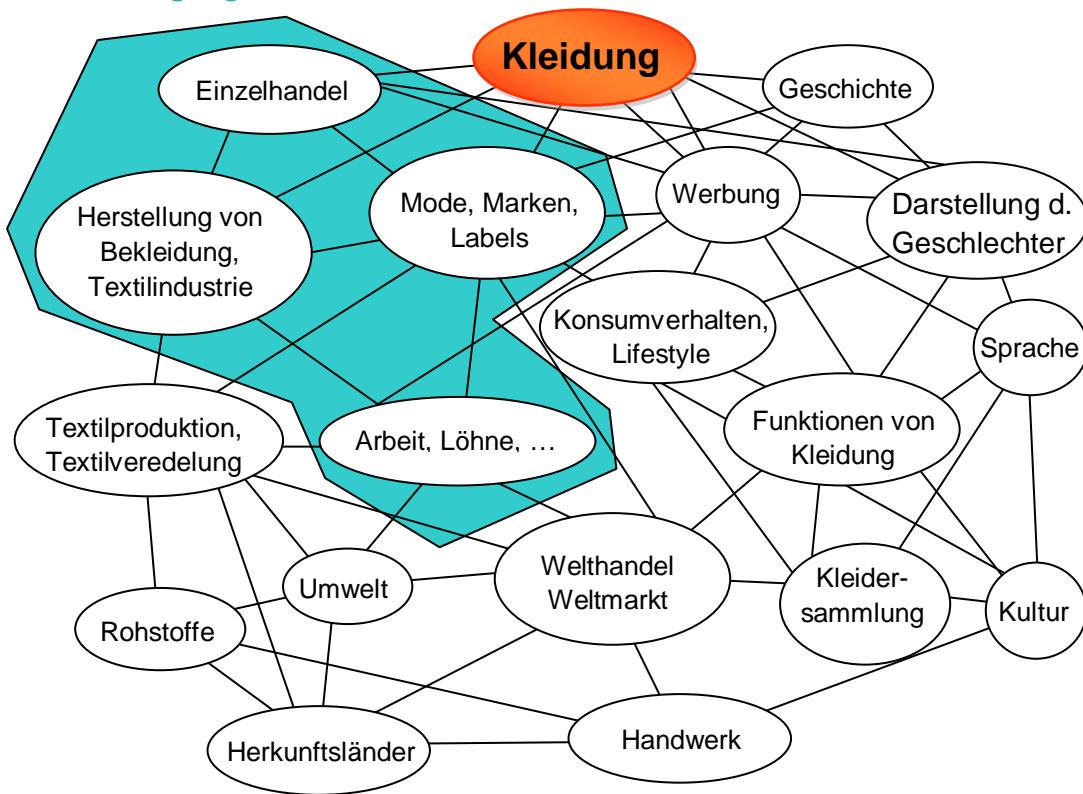 Kleidung
Einzelhandel
Geschichte
Werbung
Mode, Marken,
Labels
Herstellung von
Bekleidung,
Textilindustrie
Darstellung d.
Geschlechter
Konsumverhalten,
Lifestyle
Sprache
Textilproduktion,
Textilveredelung
Arbeit, Löhne, …
Funktionen von
Kleidung
Umwelt
Welthandel
Weltmarkt
Kleider-
sammlung
Kultur
Rohstoffe
Herkunftsländer
Handwerk